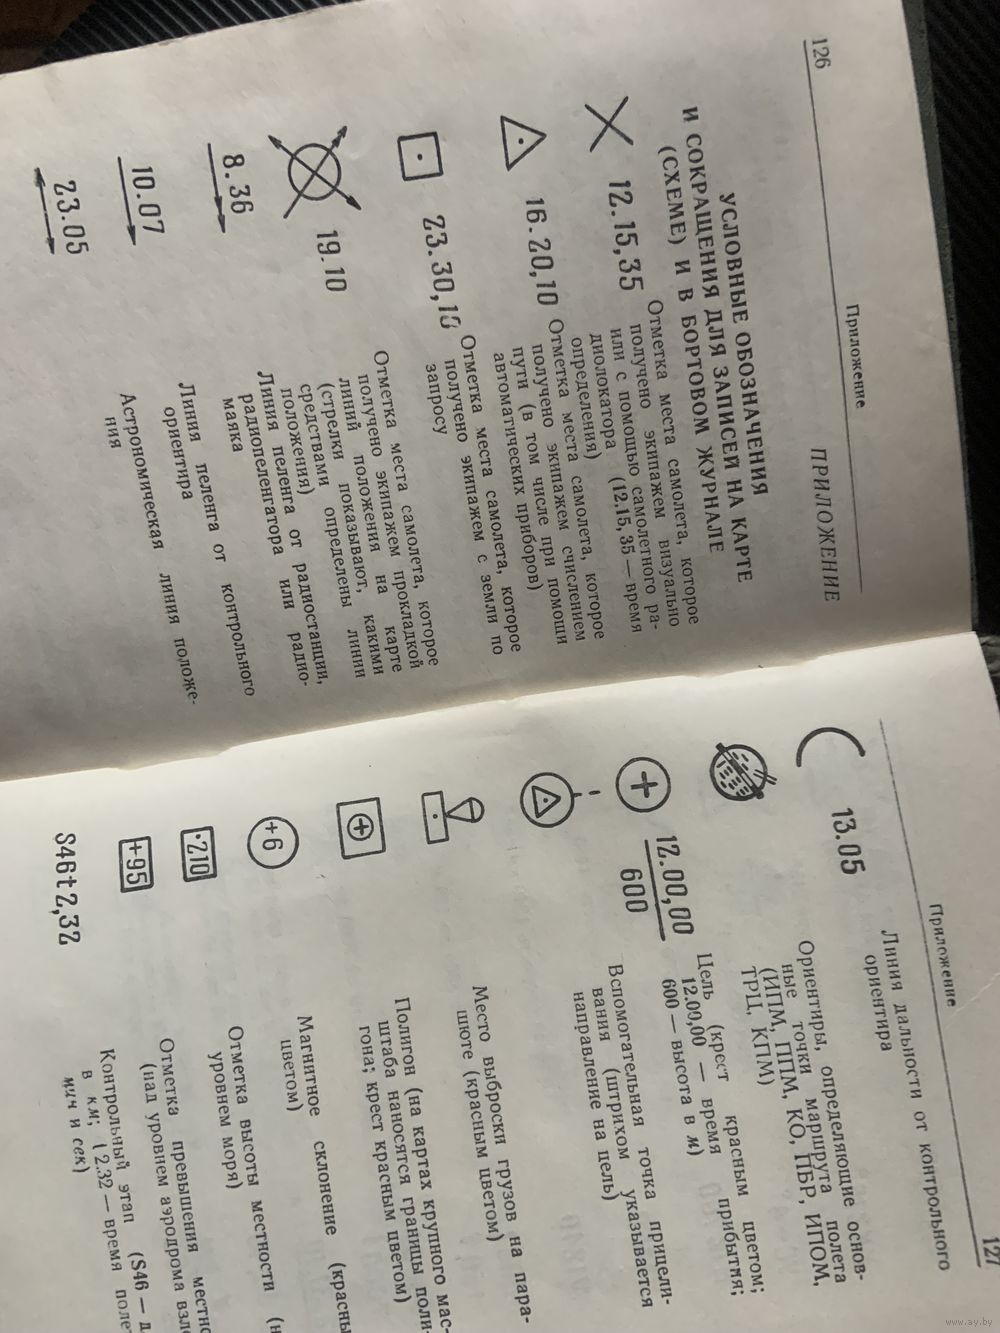 126
Приложение
ПРИЛОЖЕНИЕ
УСЛОВНЫЕ ОБОЗНАЧЕНИЯ
И СОКРАЩЕНИЯ ДЛЯ ЗАПИСЕЙ НА КАРТЕ
(СХЕМЕ) И В БОРТОВОМ ЖУРНАЛЕ
12.15,35
Отметка места самолета, которое
получено экипажем визуально
или с помощью самолетного ра-
диолокатора (12.15, 35 — время
определения)
16.20,10
Отметка места самолета, которое
получено экипажем счислением
пути (в том числе при помощи
автоматических приборов)
23.30,10
Отметка места самолета, которое
получено экипажем с земли по
запросу
19.10
Отметка места самолета, которое
получено экипажем прокладкой
линий положения на карте
(стрелки показывают, какими
средствами определены линии
положения)
8.36
Линия пеленга от радиостанции,
радиопеленгатора или радио-
маяка
10.07
Линия пеленга от контрольного
ориентира
23.05
Астрономическая линия положе-
ния
Приложение
127
13.05
Линия дальности от контрольного
ориентира
Ориентиры, определяющие основ-
ные точки маршрута полета
(ИПМ, ППМ, КО, ПБР, ИПОМ,
ТРЦ, КПМ)
12.00,00
600
Цель (крест красным цветом;
12.00,00 — время прибытия;
600 — высота в м)
Вспомогательная точка прицели-
вания (штрихом указывается
направление на цель)
Место выброски грузов на пара-
шюте (красным цветом)
Полигон (на картах крупного мас-
штаба наносятся границы поли-
гона; крест красным цветом)
+6
Магнитное склонение (красны
цветом)
·210
Отметка высоты местности (н
уровнем моря)
+95
Отметка превышения местно
(над уровнем аэродрома взле
S46t2,32
Контрольный этап (S46 — д
в км; (2.32 — время полет
мин и сек)
www.ay.by